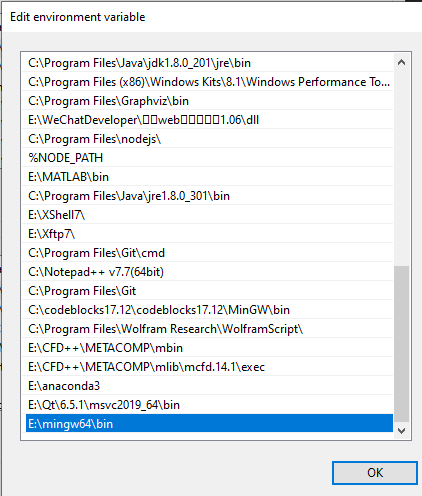 Edit environment variable
C:\Program Files\Java\jdk1.8.0_201\jre\bin
C:\Program Files (x86)\Windows Kits\8.1\Windows Performance To...
C:\Program Files\Graphviz\bin
E:\WeChatDeveloper\□□web□□□□□1.06\dll
C:\Program Files\nodejs\
%NODE_PATH
E:\MATLAB\bin
C:\Program Files\Java\jre1.8.0_301\bin
E:\XShell7\
E:\Xftp7\
C:\Program Files\Git\cmd
C:\Notepad++ v7.7(64bit)
C:\Program Files\Git
C:\codeblocks17.12\codeblocks17.12\MinGW\bin
C:\Program Files\Wolfram Research\WolframScript\
E:\CFD++\METACOMP\mbin
E:\CFD++\METACOMP\mlib\mcfd.14.1\exec
E:\anaconda3
E:\Qt\6.5.1\msvc2019_64\bin
E:\mingw64\bin
OK